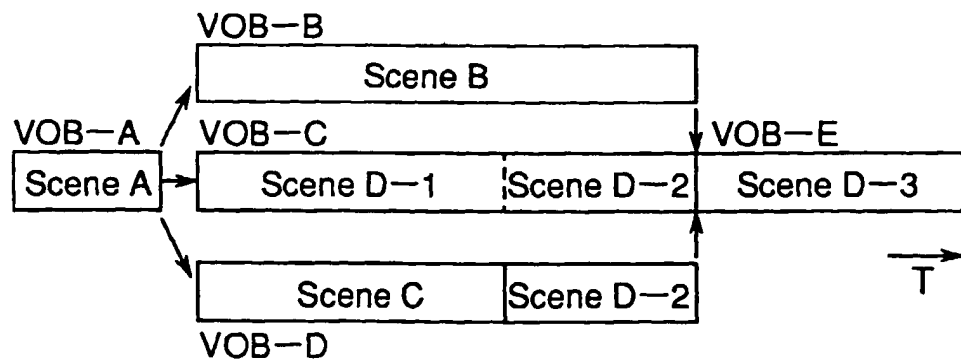 VOB—B
Scene B
VOB—A
VOB—C
VOB—E
Scene A
Scene D—1
Scene D—2
Scene D—3
T
Scene C
Scene D—2
VOB—D